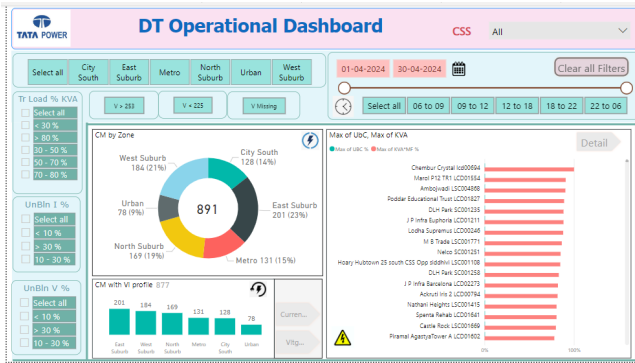 TATA POWER
DT Operational Dashboard
CSS
All
Select all
City South
East Suburb
Metro
North Suburb
Urban
West Suburb
01-04-2024
30-04-2024
Clear all Filters
Select all
06 to 09
09 to 12
12 to 18
18 to 22
22 to 06
Tr Load % KVA
Select all
< 30 %
> 80 %
30 - 50 %
50 - 70 %
70 - 80 %
V > 253
V < 225
V Missing
CM by Zone
City South
128 (14%)
East Suburb
201 (23%)
Metro 131 (15%)
North Suburb
169 (19%)
Urban
78 (9%)
West Suburb
184 (21%)
891
UnBln I %
Select all
< 10 %
> 30 %
10 - 30 %
UnBln V %
Select all
< 10 %
> 30 %
10 - 30 %
CM with VI profile 877
201
184
169
131
128
78
East Suburb
West Suburb
North Suburb
Metro
City South
Urban
Curren...
Vltg...
Max of UbC, Max of KVA
Max of UBC %
Max of KVA*MF %
Detail
Chembur Crystal lcd00694
Marol P12 TR1 LCD01554
Ambojwadi LSC004868
Poddar Educational Trust LCD01827
DLH Park SC001235
J P Infra Euphoria LCD01211
Lodha Supremus LCD00246
M B Trade LSC001771
Nelco SC001251
Hoary Hubtown 25 south CSS Opp siddhivi LSC001108
DLH Park SC001253
J P Infra Barcelona LCD002273
Ackruti Iris 2 LCD000794
Nathani Heights LSC001415
Spenta Rehab LCD01641
Castle Rock LSC001669
Piramal AgastyaTower A LCD01602
0%
100%